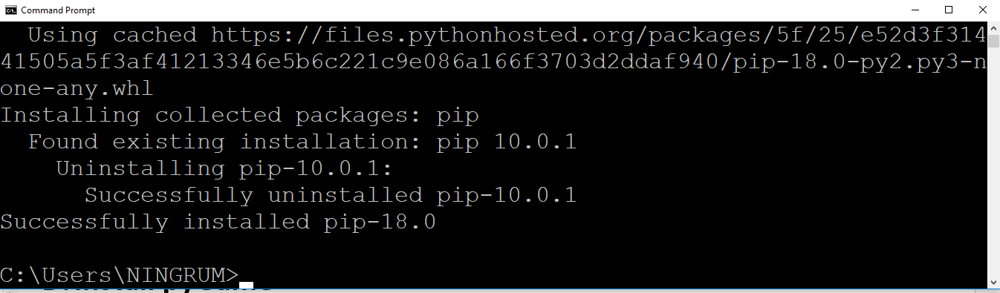 Command Prompt
Using cached https://files.pythonhosted.org/packages/5f/25/e52d3f314
41505a5f3af41213346e5b6c221c9e086a166f3703d2ddaf940/pip-18.0-py2.py3-n
one-any.whl
Installing collected packages: pip
Found existing installation: pip 10.0.1
Uninstalling pip-10.0.1:
Successfully uninstalled pip-10.0.1
Successfully installed pip-18.0
C:\Users\NINGRUM>